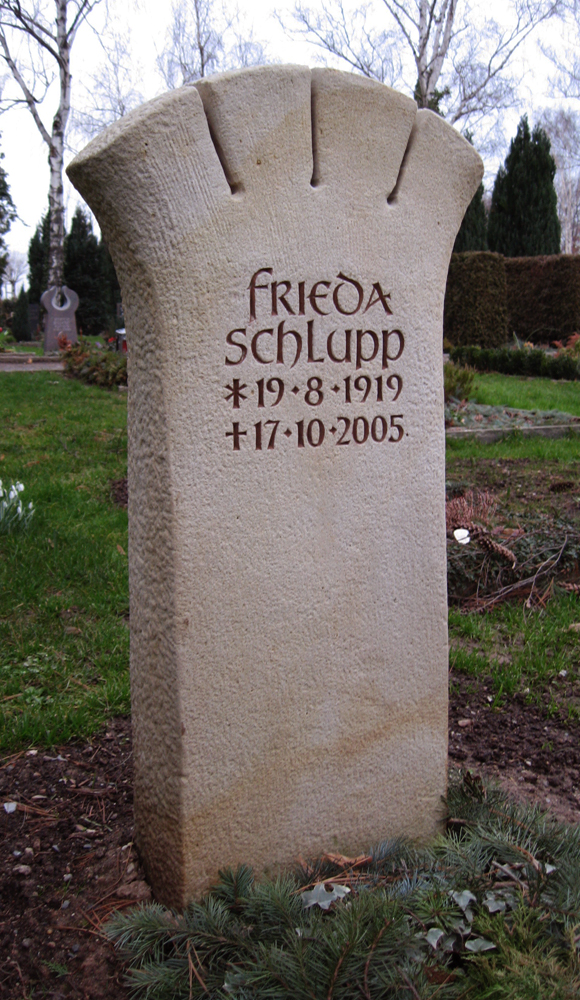 frieda
schlupp
* 19·8·1919
+ 17·10·2005.